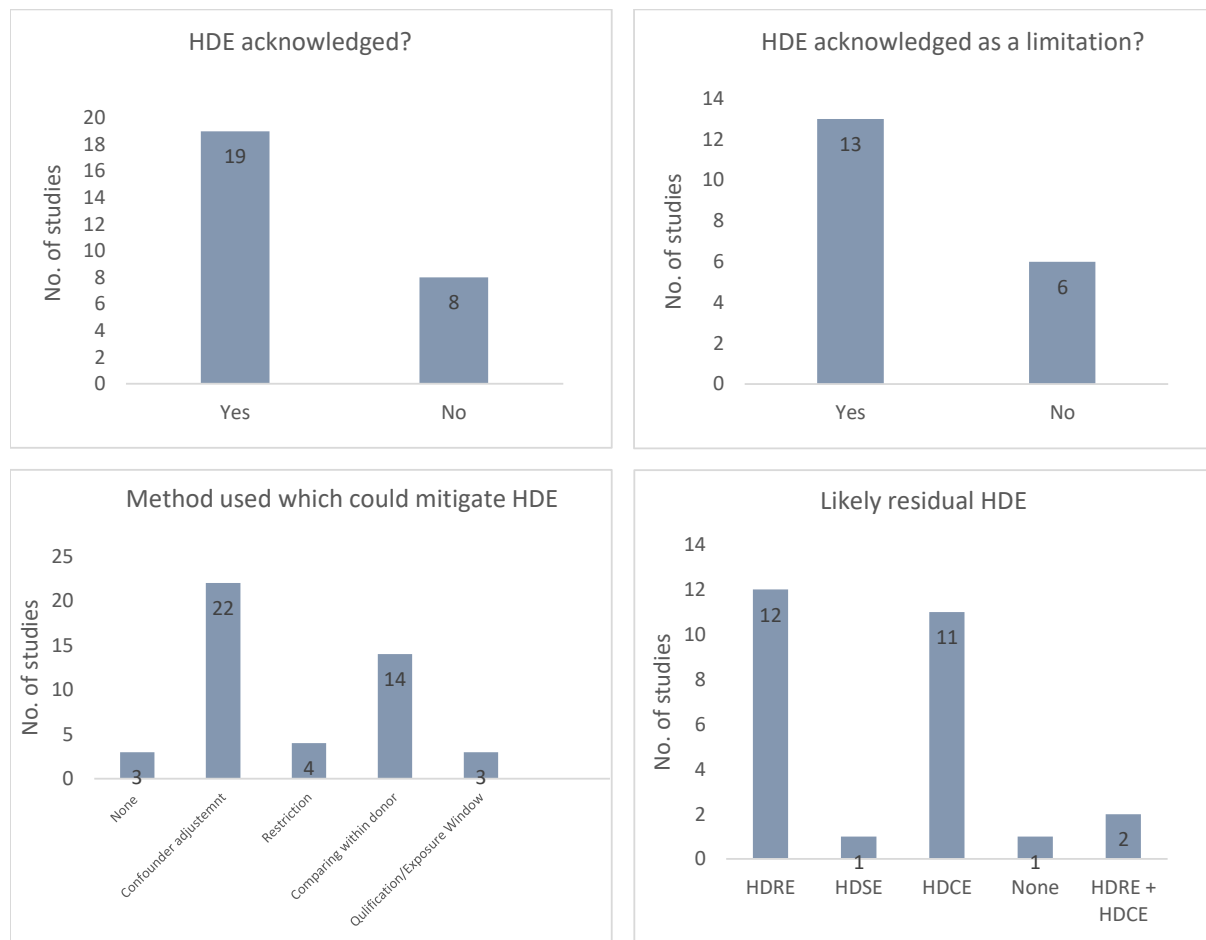 HDE acknowledged?
No. of studies
20
18
16
14
12
10
8
6
4
2
0
19
8
Yes
No
HDE acknowledged as a limitation?
No. of studies
14
12
10
8
6
4
2
0
13
6
Yes
No
Method used which could mitigate HDE
No. of studies
25
20
15
10
5
0
3
22
4
14
3
None
Confounder adjustemnt
Restriction
Comparing within donor
Qulification/Exposure Window
Likely residual HDE
No. of studies
14
12
10
8
6
4
2
0
12
1
11
1
2
HDRE
HDSE
HDCE
None
HDRE +
HDCE